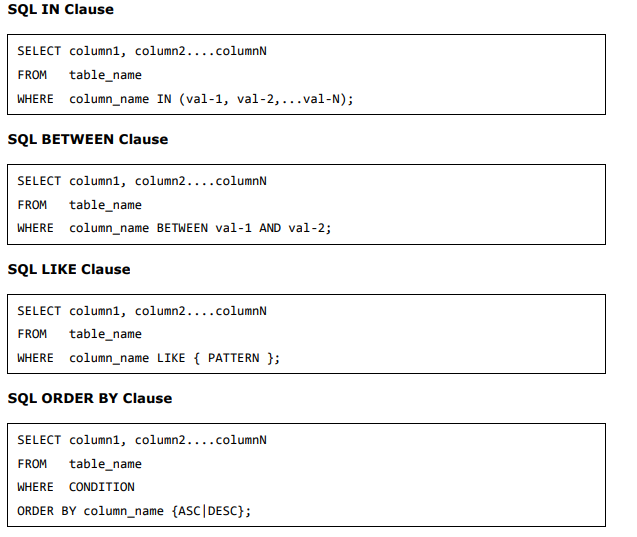 SQL IN Clause
SELECT column1, column2....columnN
FROM   table_name
WHERE  column_name IN (val-1, val-2,...val-N);
SQL BETWEEN Clause
SELECT column1, column2....columnN
FROM   table_name
WHERE  column_name BETWEEN val-1 AND val-2;
SQL LIKE Clause
SELECT column1, column2....columnN
FROM   table_name
WHERE  column_name LIKE { PATTERN };
SQL ORDER BY Clause
SELECT column1, column2....columnN
FROM   table_name
WHERE  CONDITION
ORDER BY column_name {ASC|DESC};